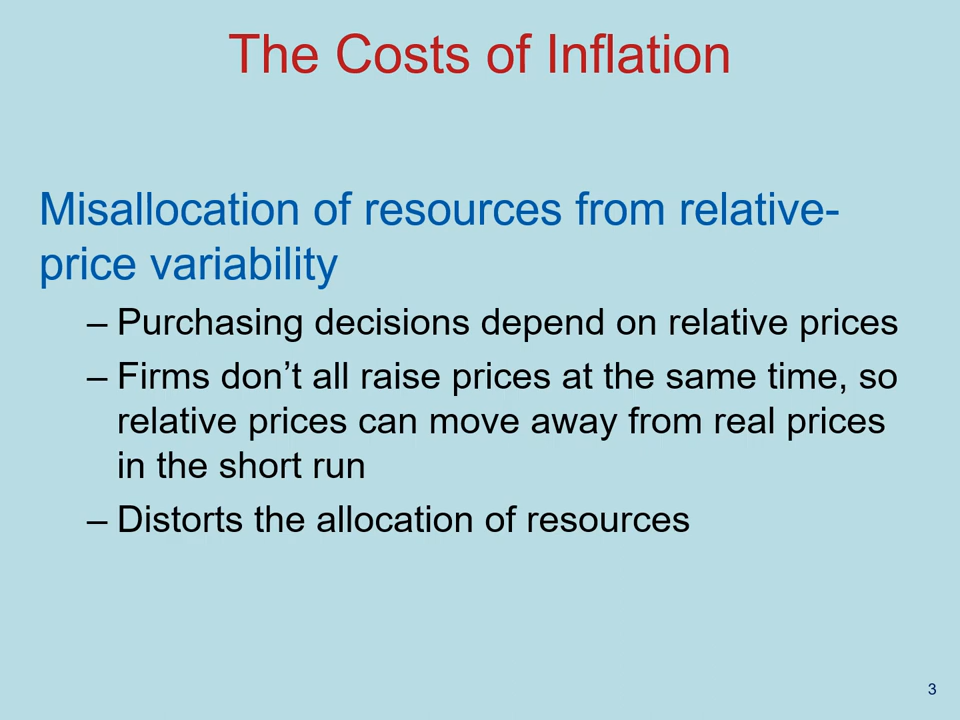 The Costs of Inflation
Misallocation of resources from relative-
price variability
– Purchasing decisions depend on relative prices
– Firms don’t all raise prices at the same time, so
relative prices can move away from real prices
in the short run
– Distorts the allocation of resources
3